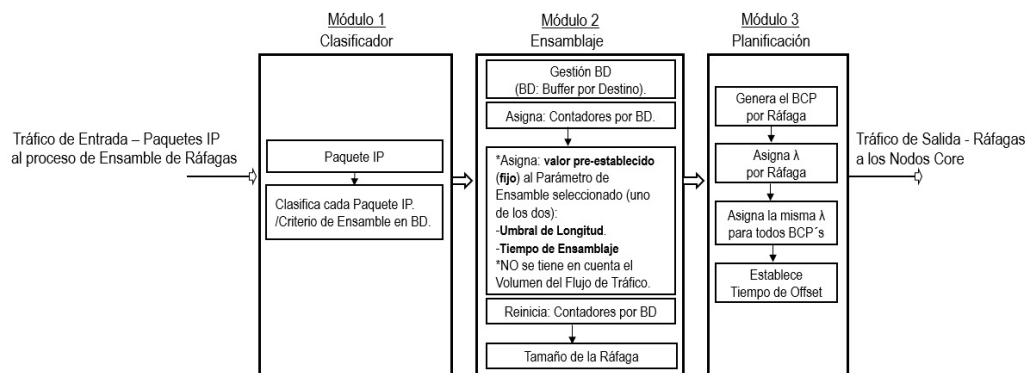 Módulo 1
Clasificador
Módulo 2
Ensamblaje
Módulo 3
Planificación
Tráfico de Entrada – Paquetes IP
al proceso de Ensamble de Ráfagas
Paquete IP
Clasifica cada Paquete IP.
/Criterio de Ensamble en BD.
Gestión BD
(BD: Buffer por Destino).
Asigna: Contadores por BD.
*Asigna: valor pre-establecido
(fijo) al Parámetro de
Ensamble seleccionado (uno
de los dos):
-Umbral de Longitud.
-Tiempo de Ensamblaje
*NO se tiene en cuenta el
Volumen del Flujo de Tráfico.
Reinicia: Contadores por BD
Tamaño de la Ráfaga
Genera el BCP
por Ráfaga
Asigna λ
por Ráfaga
Asigna la misma λ
para todos BCP´s
Establece
Tiempo de Offset
Tráfico de Salida - Ráfagas
a los Nodos Core